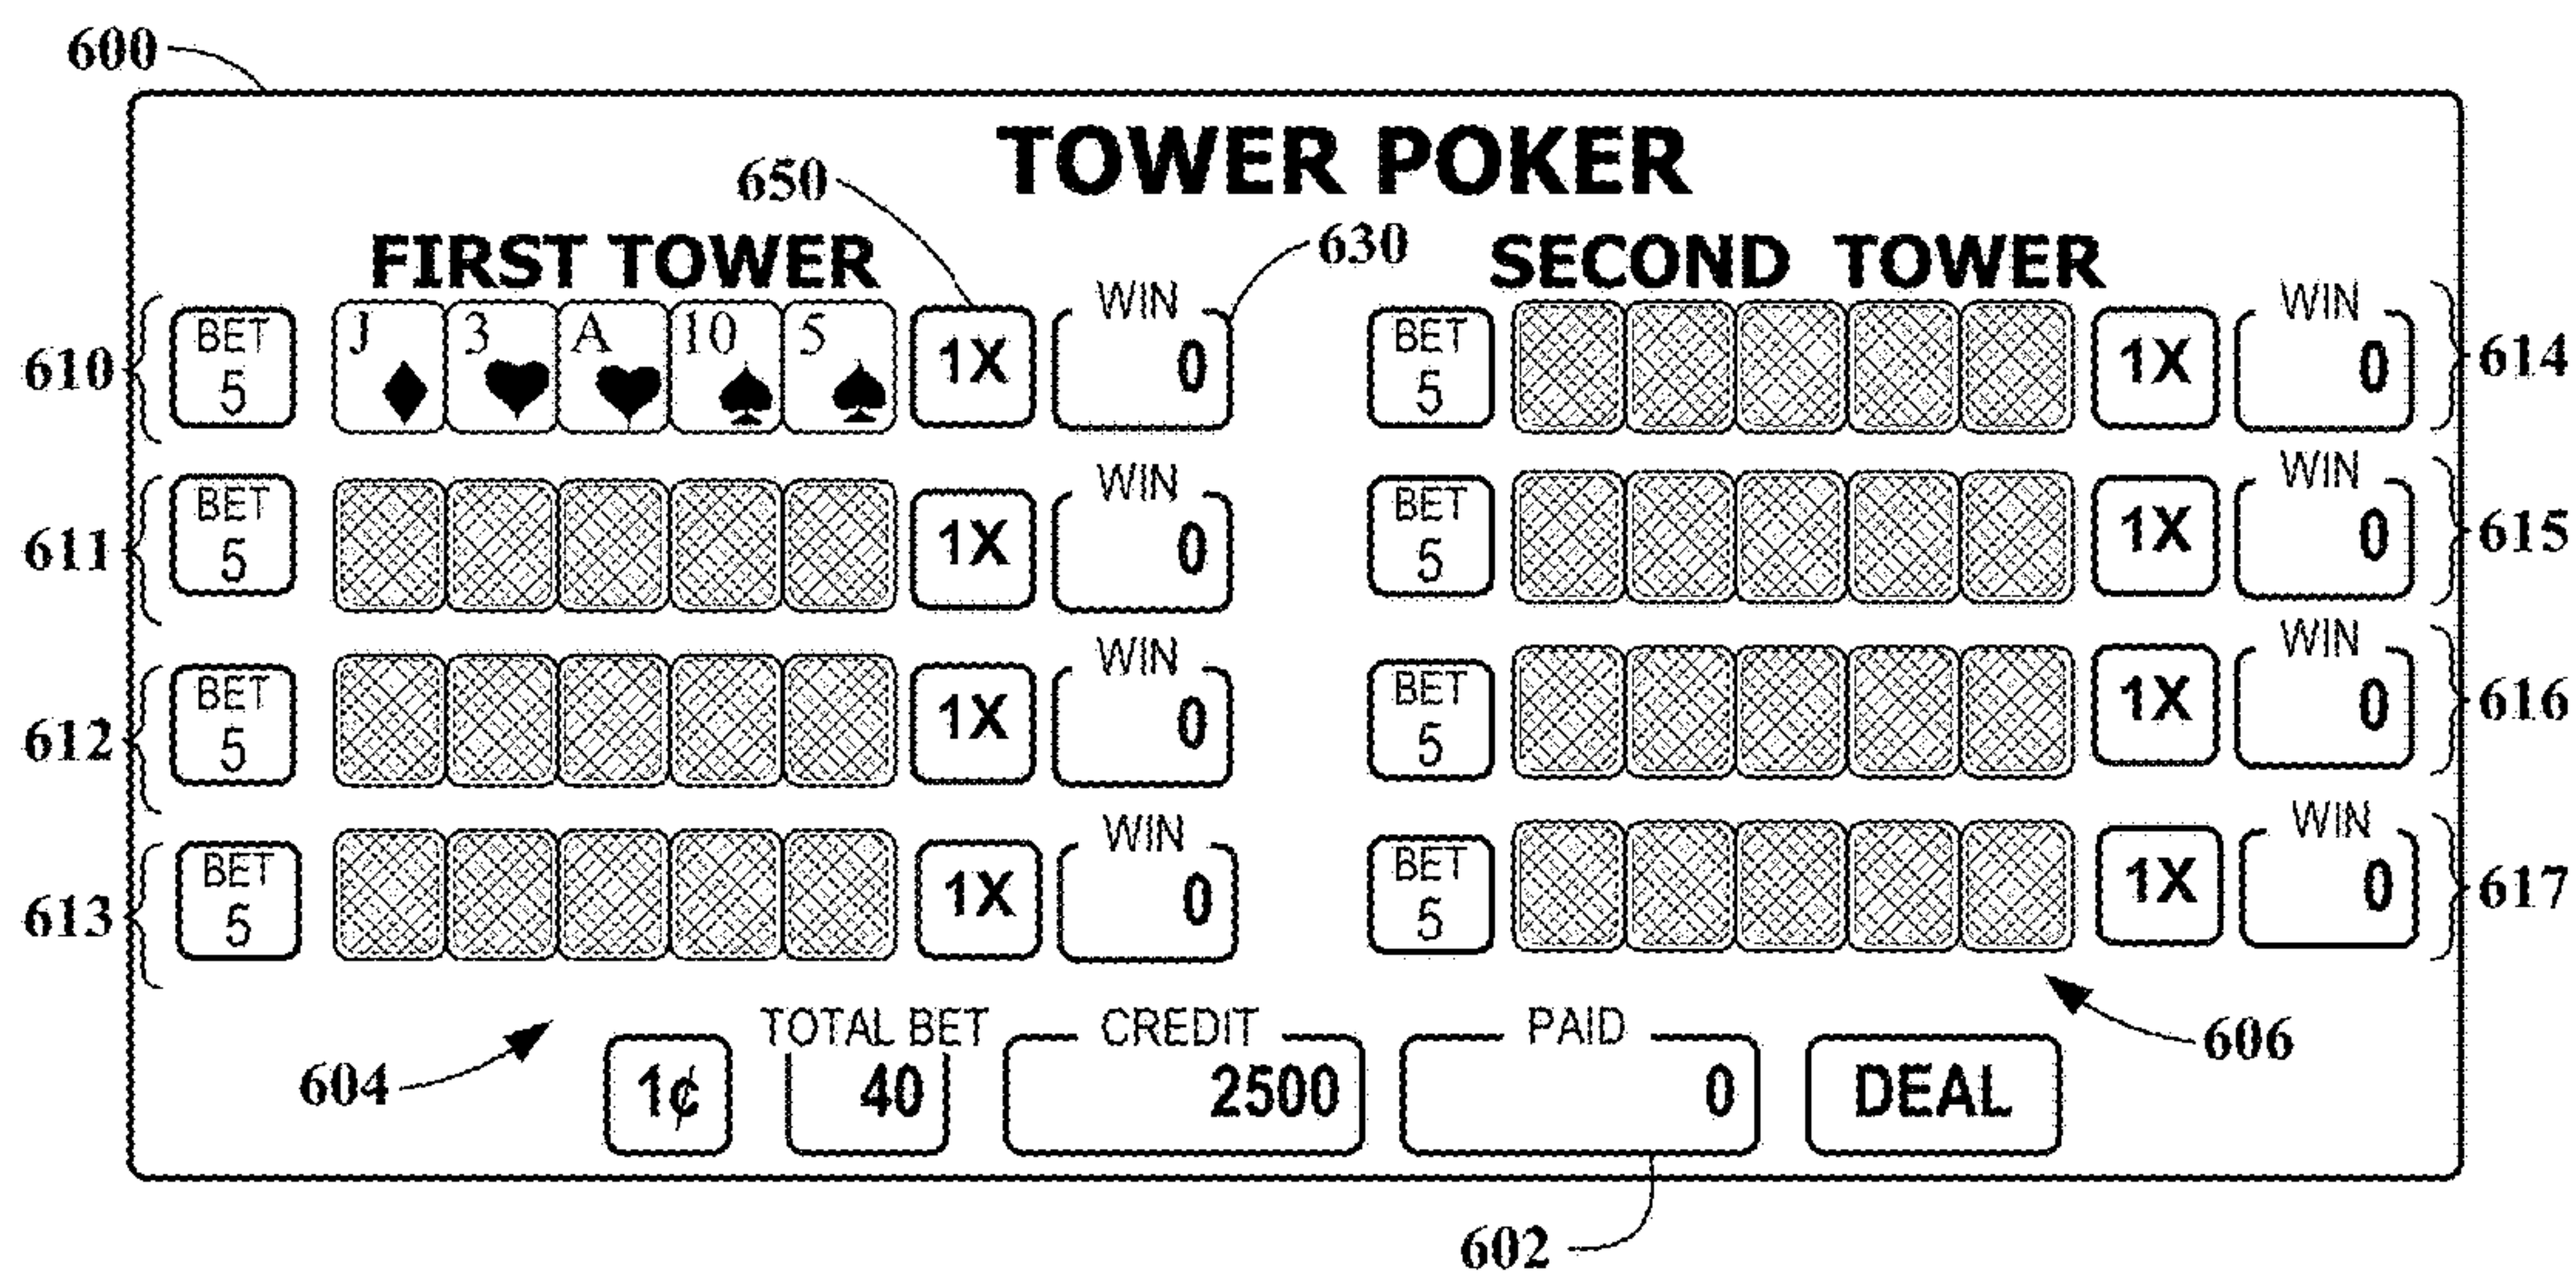 600
TOWER POKER
650
630
FIRST TOWER
SECOND TOWER
610 BET 5 J 3 A 10 5 1X WIN 0 BET 5 1X WIN 0 614
611 BET 5 1X WIN 0 BET 5 1X WIN 0 615
612 BET 5 1X WIN 0 BET 5 1X WIN 0 616
613 BET 5 1X WIN 0 BET 5 1X WIN 0 617
604 606
TOTAL BET CREDIT PAID
1¢ 40 2500 0 DEAL
602